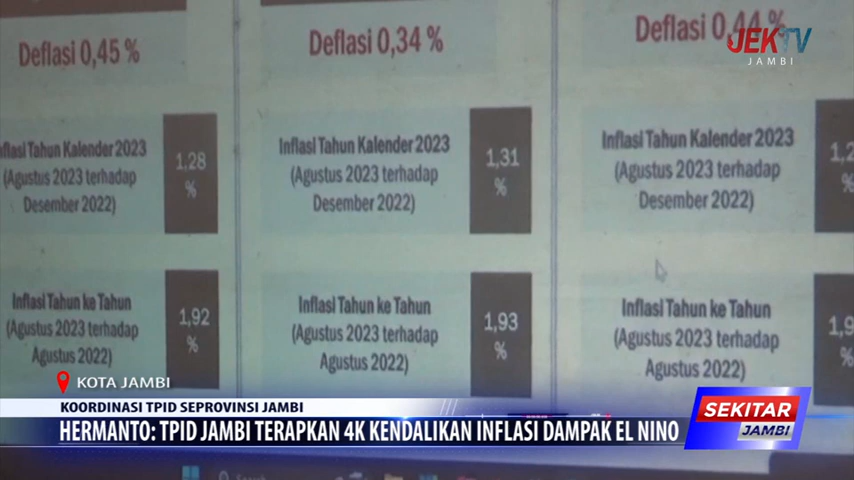 Deflasi 0,45 %
Inflasi Tahun Kalender 2023
(Agustus 2023 terhadap
Desember 2022)
1,28
%
Inflasi Tahun ke Tahun
(Agustus 2023 terhadap
Agustus 2022)
1,92
%
Deflasi 0,34 %
Inflasi Tahun Kalender 2023
(Agustus 2023 terhadap
Desember 2022)
1,31
%
Inflasi Tahun ke Tahun
(Agustus 2023 terhadap
Agustus 2022)
1,93
%
Deflasi 0,44 %
Inflasi Tahun Kalender 2023
(Agustus 2023 terhadap
Desember 2022)
%
Inflasi Tahun ke Tahun
(Agustus 2023 terhadap
Agustus 2022)
%
JEKTV
JAMBI
KOTA JAMBI
KOORDINASI TPID SEPROVINSI JAMBI
HERMANTO: TPID JAMBI TERAPKAN 4K KENDALIKAN INFLASI DAMPAK EL NINO
SEKITAR
JAMBI